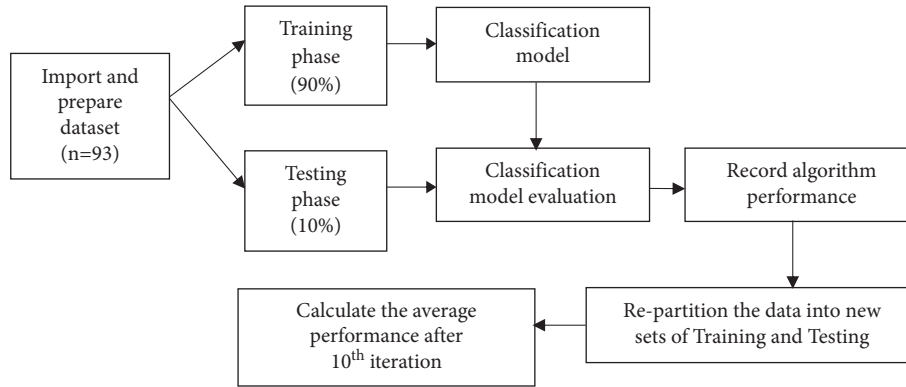 Import and
prepare
dataset
(n=93)
Training
phase
(90%)
Classification
model
Testing
phase
(10%)
Classification
model evaluation
Record algorithm
performance
Re-partition the data into new
sets of Training and Testing
Calculate the average
performance after
10th iteration